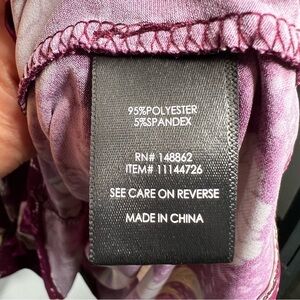 95%POLYESTER
5%SPANDEX
RN# 148862
ITEM# 11144726
SEE CARE ON REVERSE
MADE IN CHINA